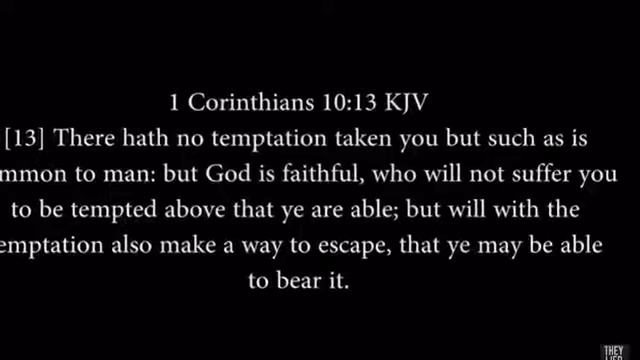 1 Corinthians 10:13 KJV
[13] There hath no temptation taken you but such as is
mmon to man: but God is faithful, who will not suffer you
to be tempted above that ye are able; but will with the
emptation also make a way to escape, that ye may be able
to bear it.
THEY
LIED